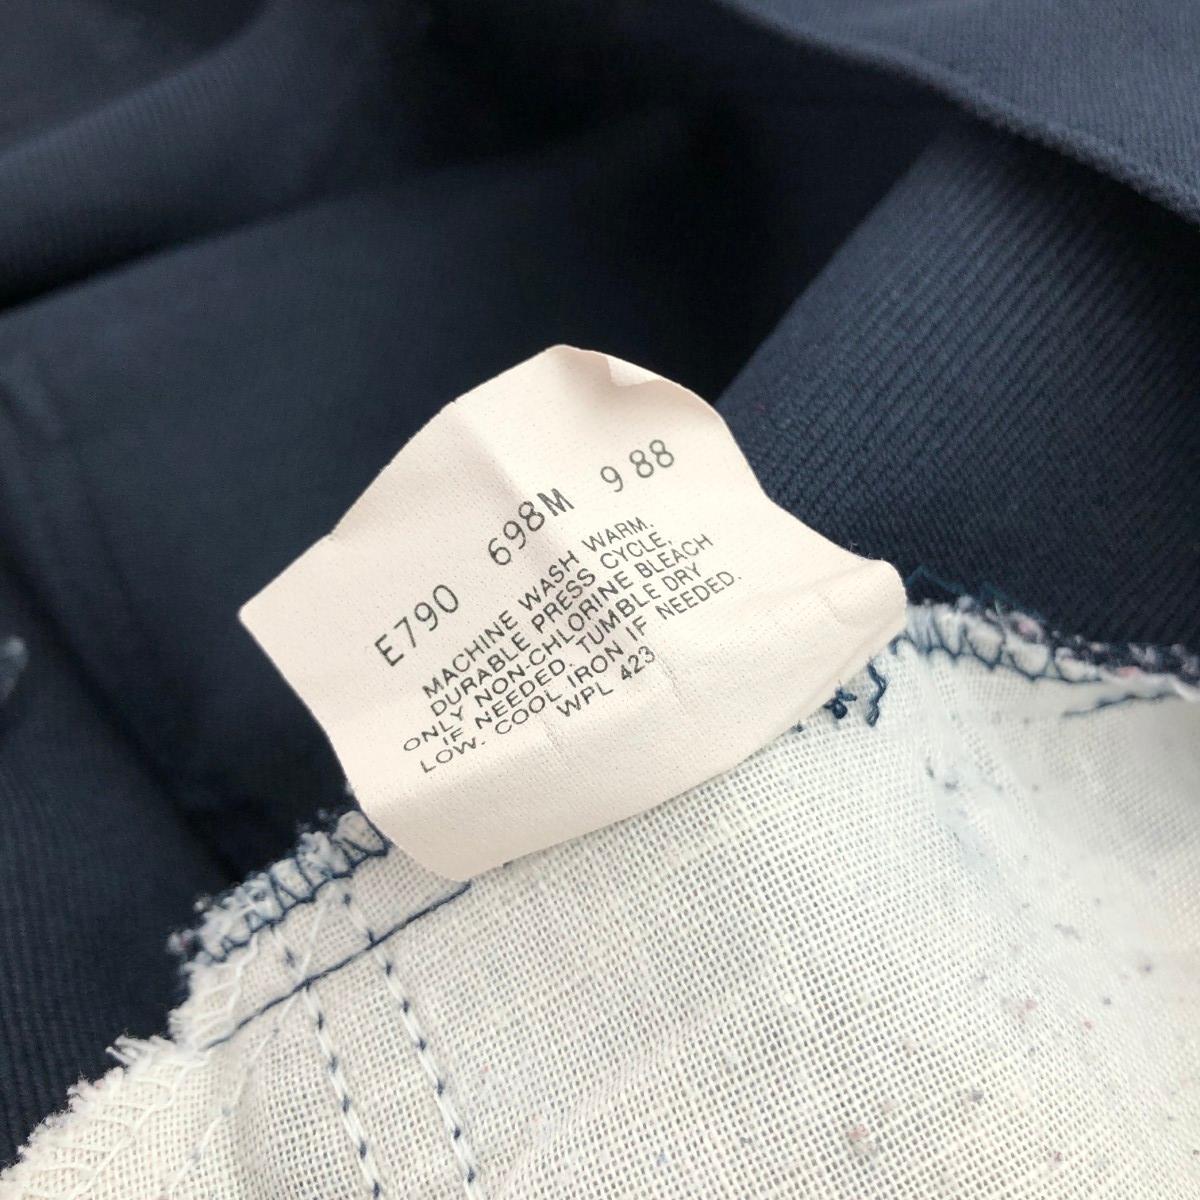 E790 698M 9 88
MACHINE WASH WARM.
DURABLE PRESS CYCLE,
ONLY NON-CHLORINE BLEACH
IF NEEDED. TUMBLE DRY
LOW. COOL IRON IF NEEDED.
WPL 423